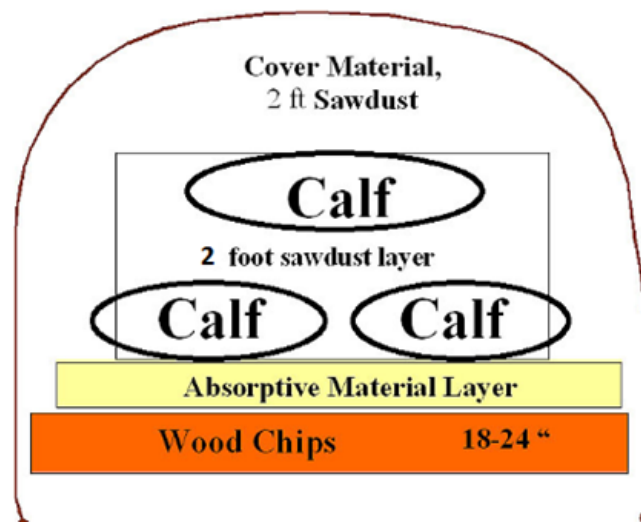 Cover Material,
2 ft Sawdust
Calf
2 foot sawdust layer
Calf Calf
Absorptive Material Layer
Wood Chips 18-24 “